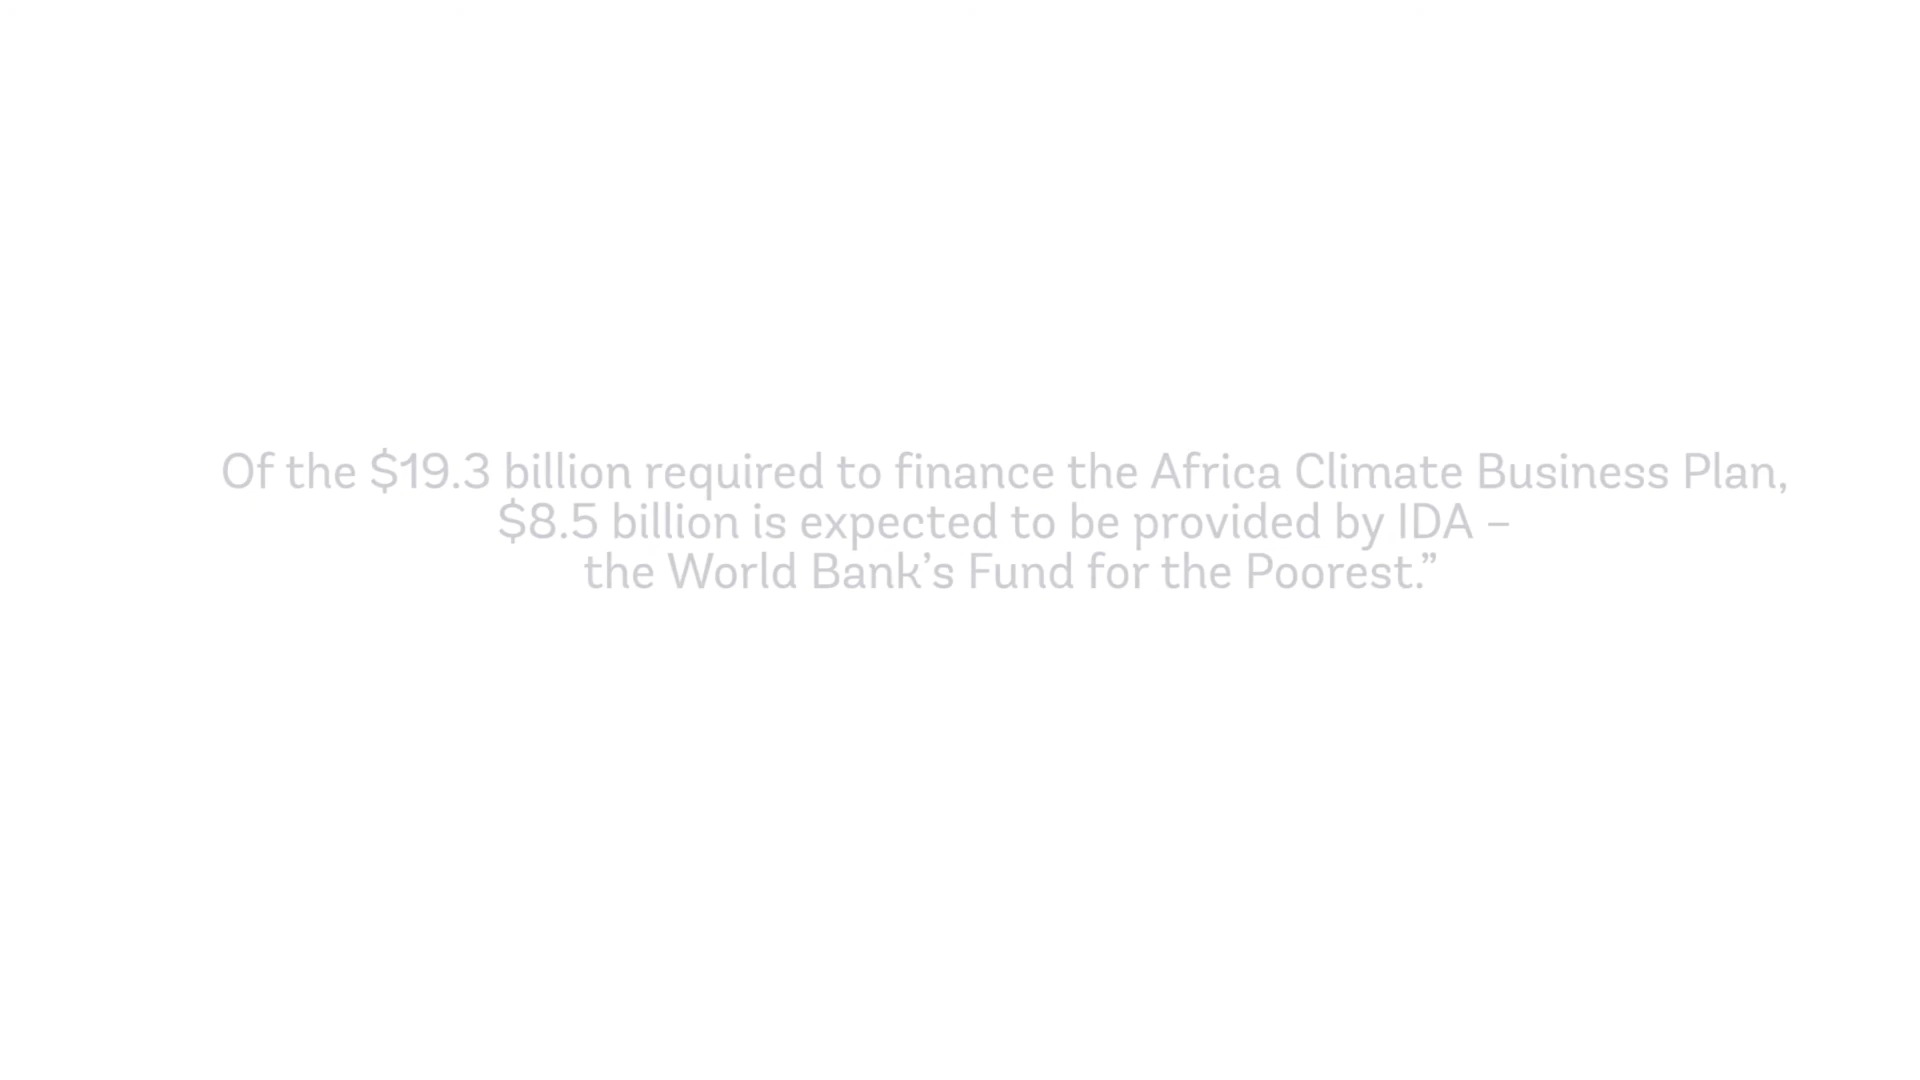 Of the $19.3 billion required to finance the Africa Climate Business Plan,
$8.5 billion is expected to be provided by IDA –
the World Bank’s Fund for the Poorest.”